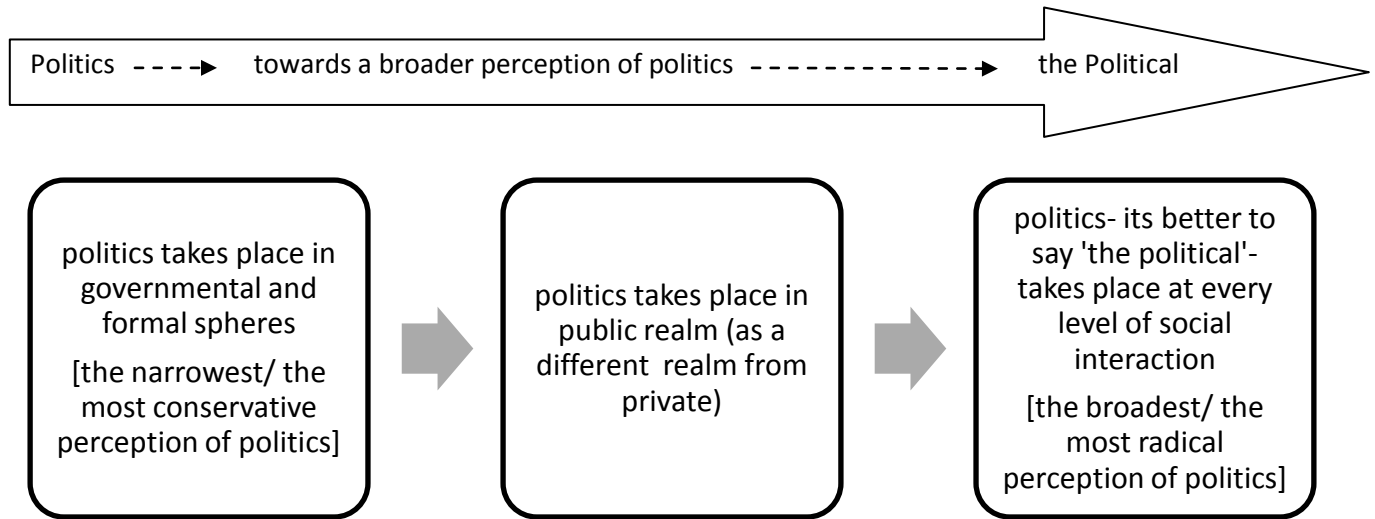 Politics towards a broader perception of politics the Political
politics takes place in
governmental and
formal spheres
[the narrowest/ the
most conservative
perception of politics]
politics takes place in
public realm (as a
different realm from
private)
politics- its better to
say 'the political'-
takes place at every
level of social
interaction
[the broadest/ the
most radical
perception of politics]